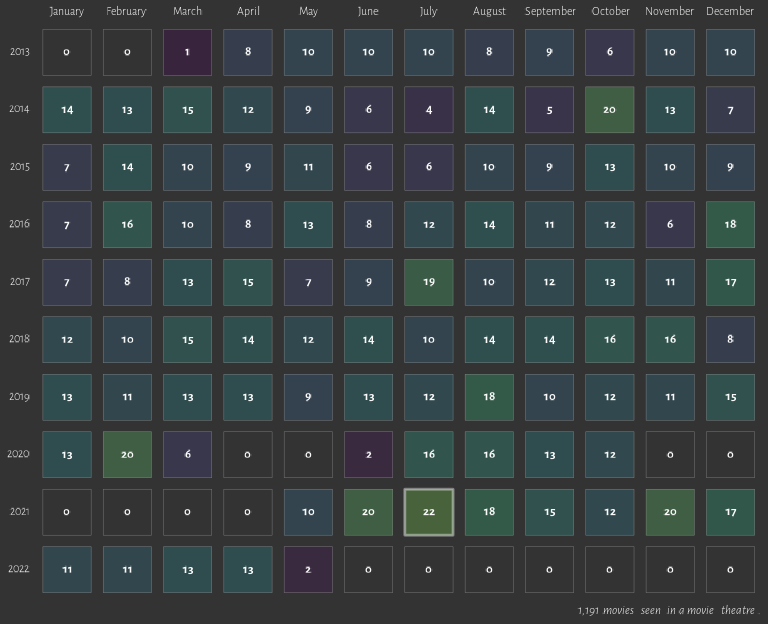 January February March April May June July August September October November December
2013 0 0 1 8 10 10 10 8 9 6 10 10
2014 14 13 15 12 9 6 4 14 5 20 13 7
2015 7 14 10 9 11 6 6 10 9 13 10 9
2016 7 16 10 8 13 8 12 14 11 12 6 18
2017 7 8 13 15 7 9 19 10 12 13 11 17
2018 12 10 15 14 12 14 10 14 14 16 16 8
2019 13 11 13 13 9 13 12 18 10 12 11 15
2020 13 20 6 0 0 2 16 16 13 12 0 0
2021 0 0 0 0 10 20 22 18 15 12 20 17
2022 11 11 13 13 2 0 0 0 0 0 0 0
1,191 movies seen in a movie theatre .